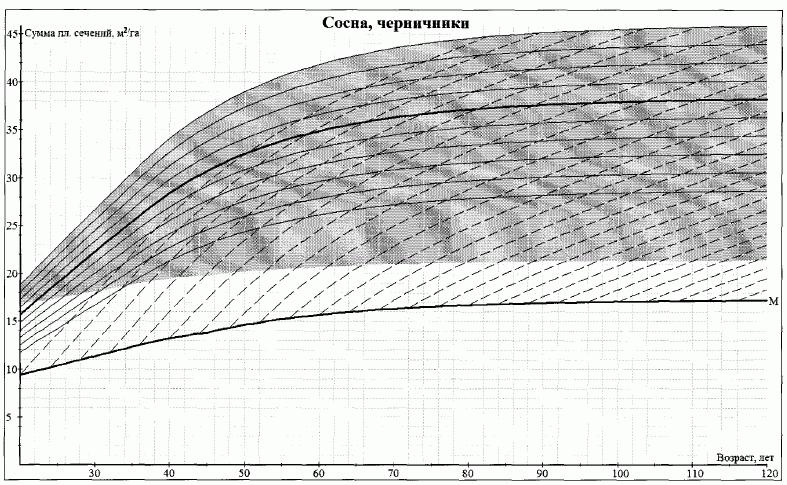 Сосна, черничники
Сумма пл. сечений, м²/га
45
40
35
30
25
20
15
10
5
M
Возраст, лет
30 40 50 60 70 80 90 100 110 120